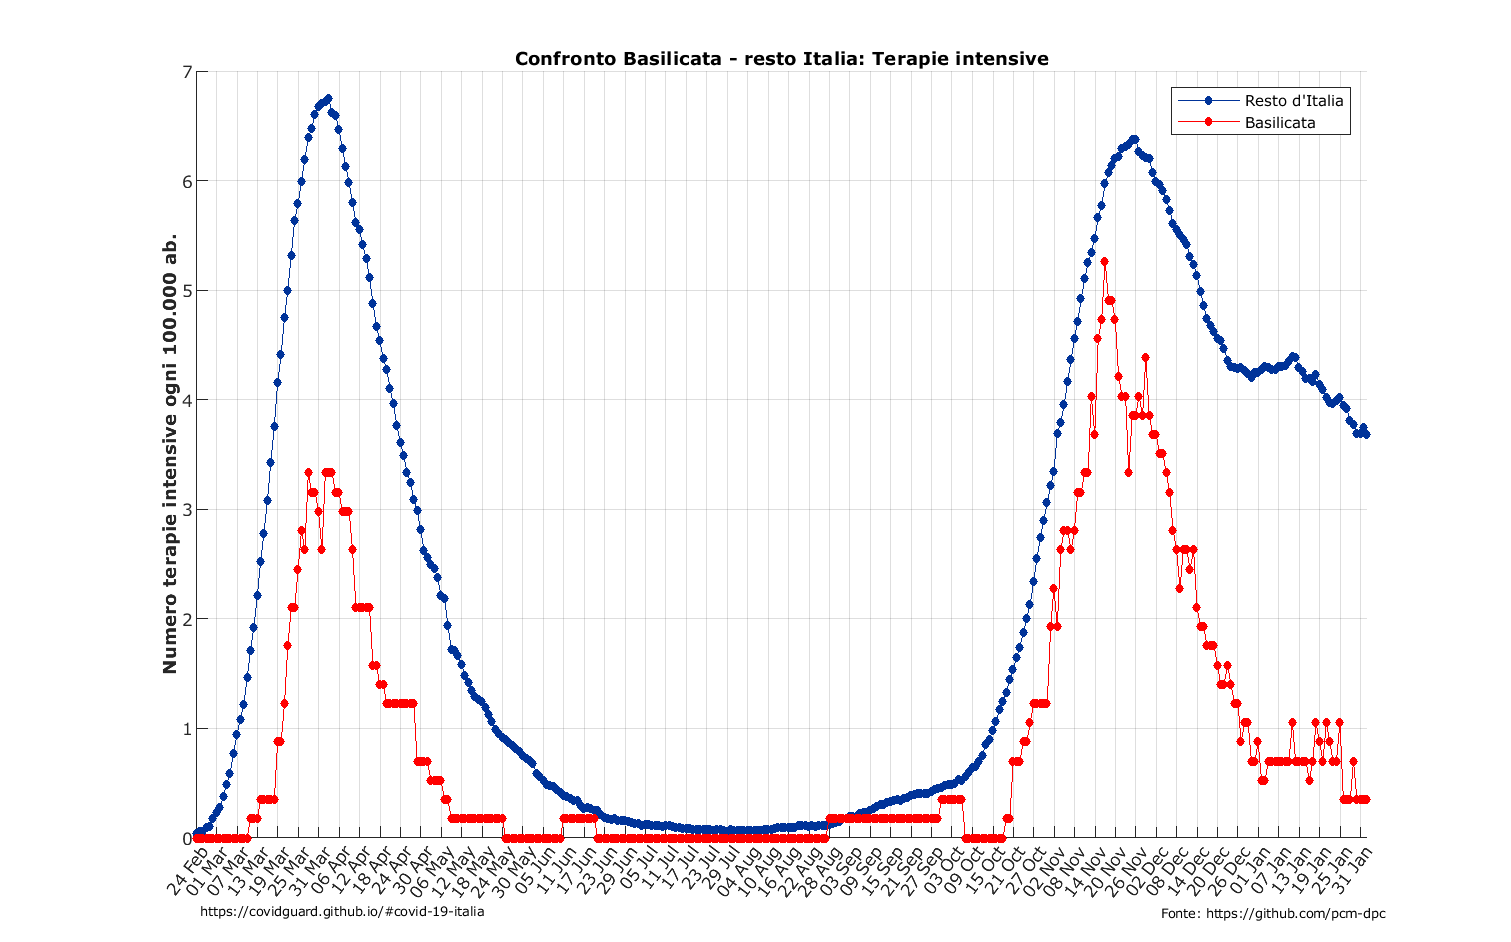 Confronto Basilicata - resto Italia: Terapie intensive
Resto d'Italia
Basilicata
Numero terapie intensive ogni 100.000 ab.
7
6
5
4
3
2
1
0
24 Feb
01 Mar
07 Mar
13 Mar
19 Mar
25 Mar
31 Mar
06 Apr
12 Apr
18 Apr
24 Apr
30 Apr
06 May
12 May
18 May
24 May
30 May
05 Jun
11 Jun
17 Jun
23 Jun
29 Jun
05 Jul
11 Jul
17 Jul
23 Jul
29 Jul
04 Aug
10 Aug
16 Aug
22 Aug
28 Aug
03 Sep
09 Sep
15 Sep
21 Sep
27 Sep
03 Oct
09 Oct
15 Oct
21 Oct
27 Oct
02 Nov
08 Nov
14 Nov
20 Nov
26 Nov
02 Dec
08 Dec
14 Dec
20 Dec
26 Dec
01 Jan
07 Jan
13 Jan
19 Jan
25 Jan
31 Jan
https://covidguard.github.io/#covid-19-italia
Fonte: https://github.com/pcm-dpc